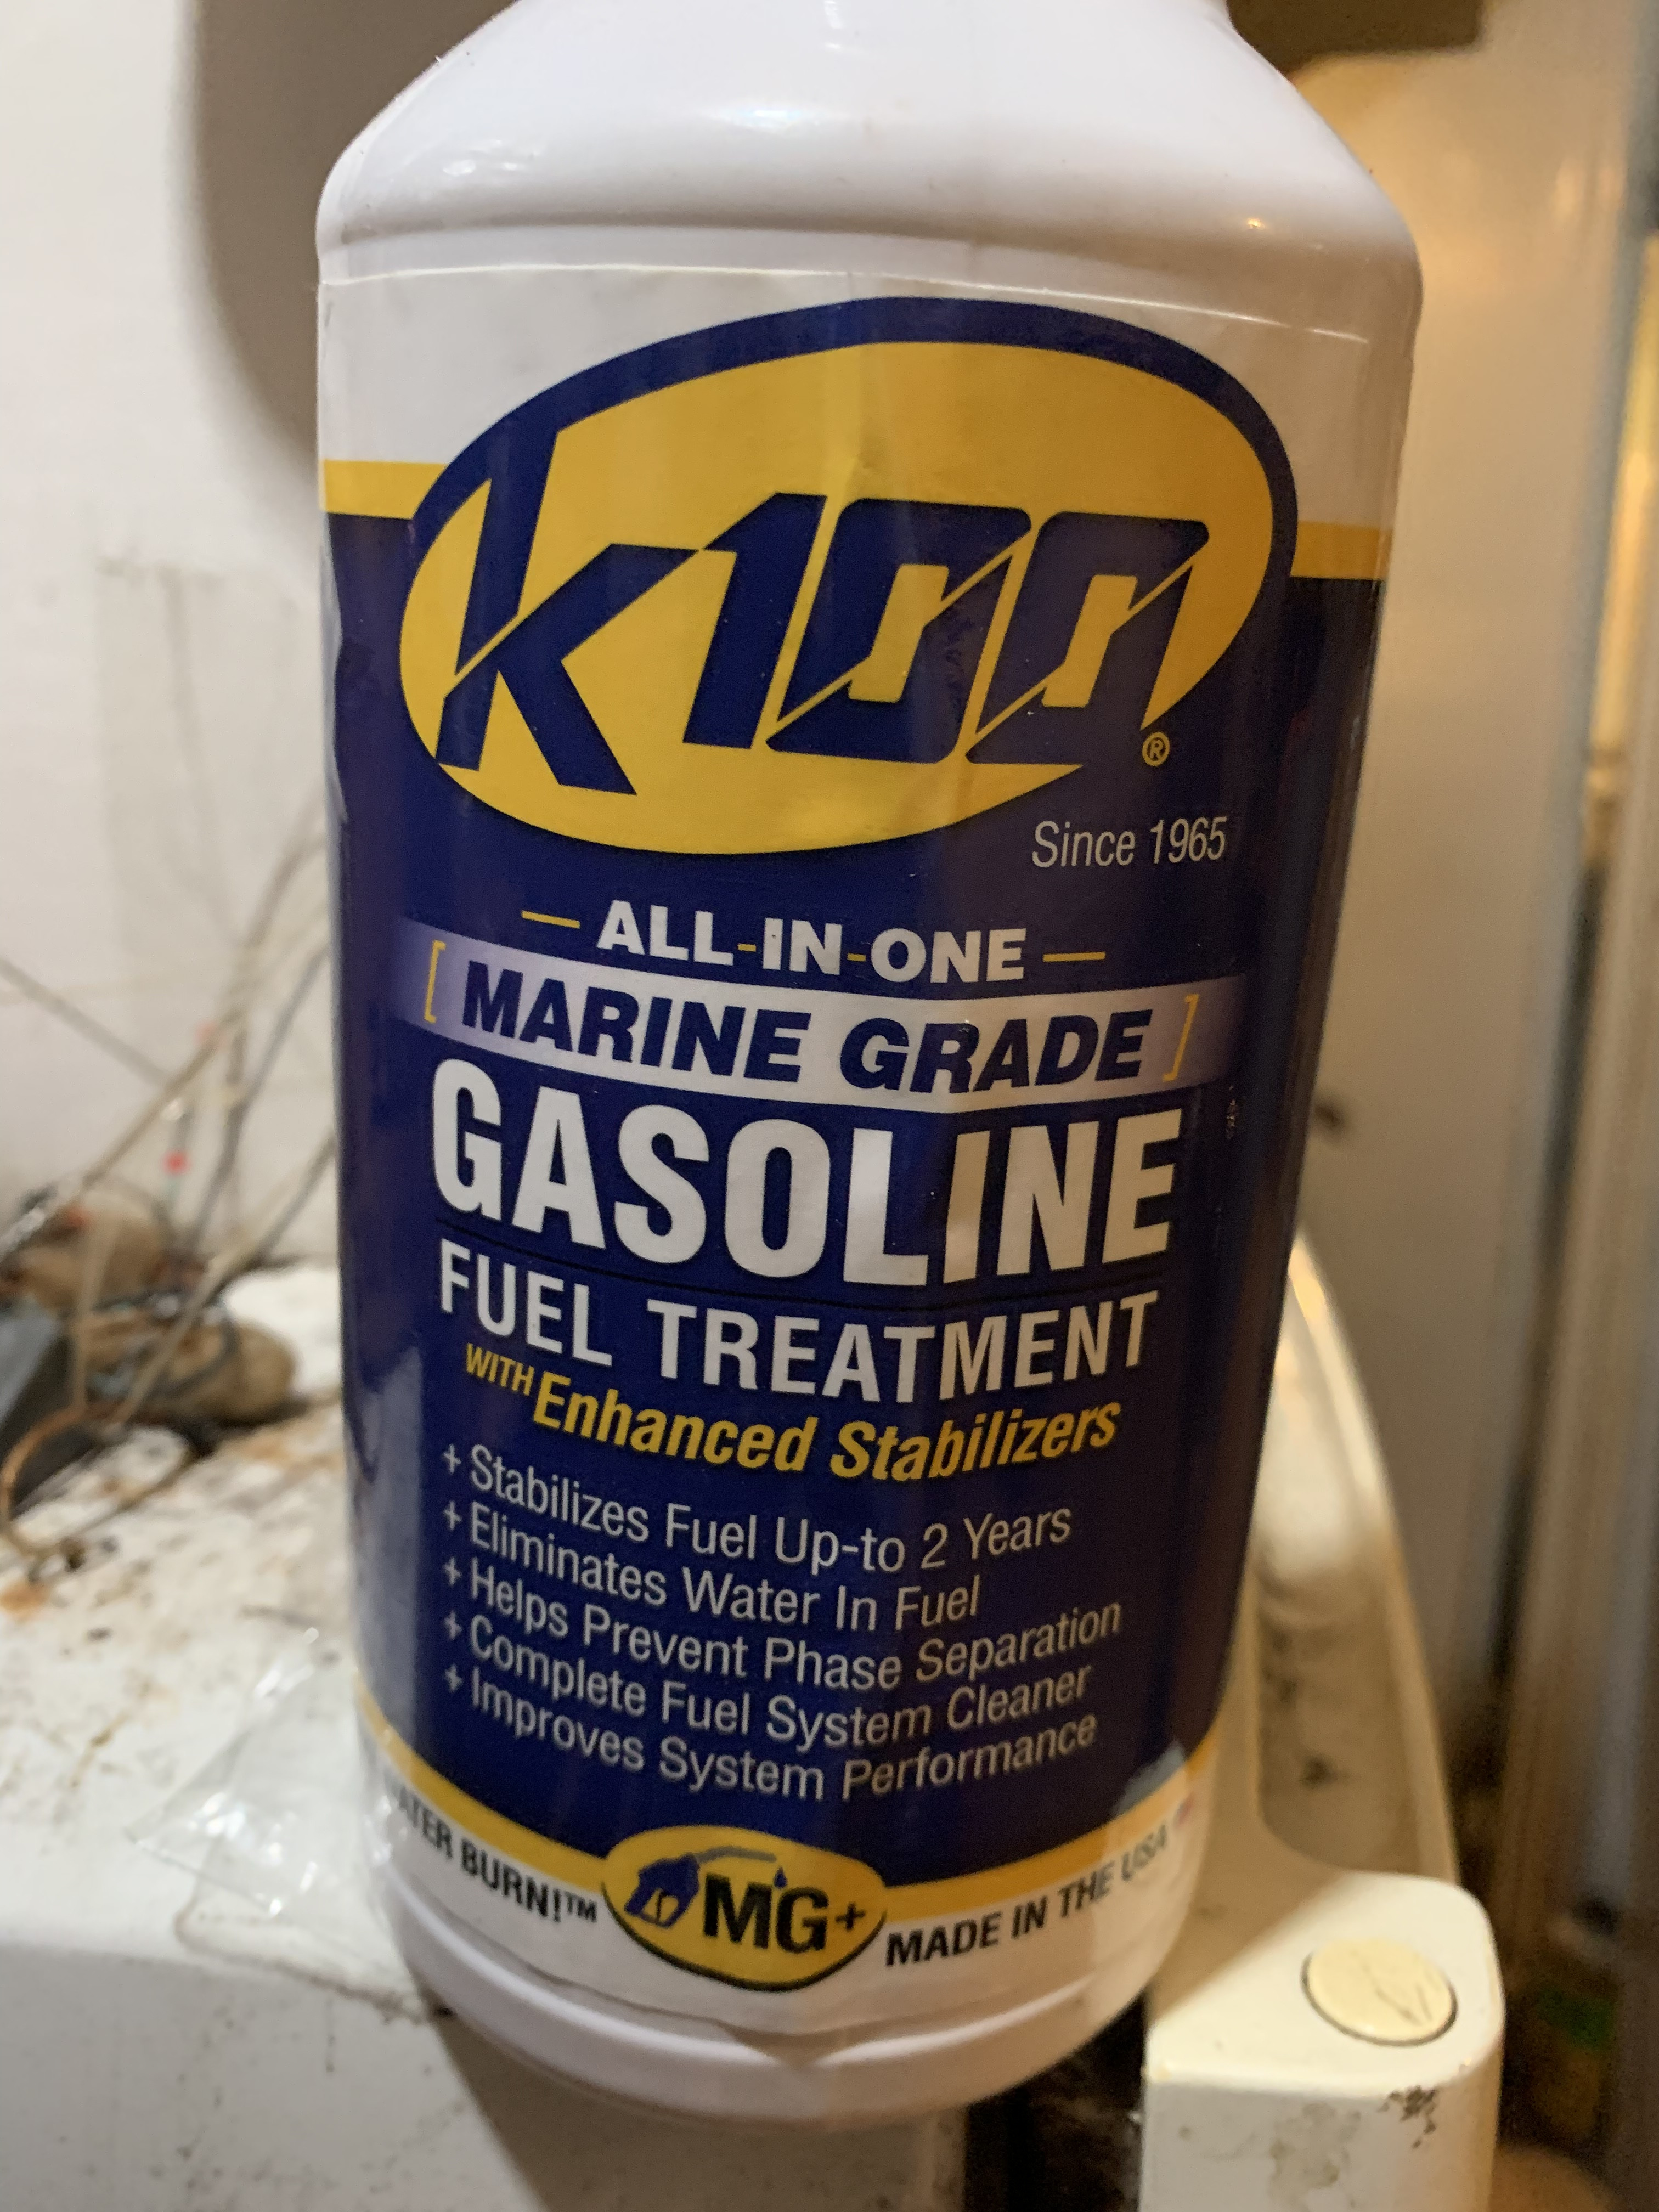 K100®
Since 1965
— ALL-IN-ONE —
[ MARINE GRADE ]
GASOLINE
FUEL TREATMENT
WITH Enhanced Stabilizers
+ Stabilizes Fuel Up-to 2 Years
+ Eliminates Water In Fuel
+ Helps Prevent Phase Separation
+ Complete Fuel System Cleaner
+ Improves System Performance
BURN!™
MG+
MADE IN THE USA